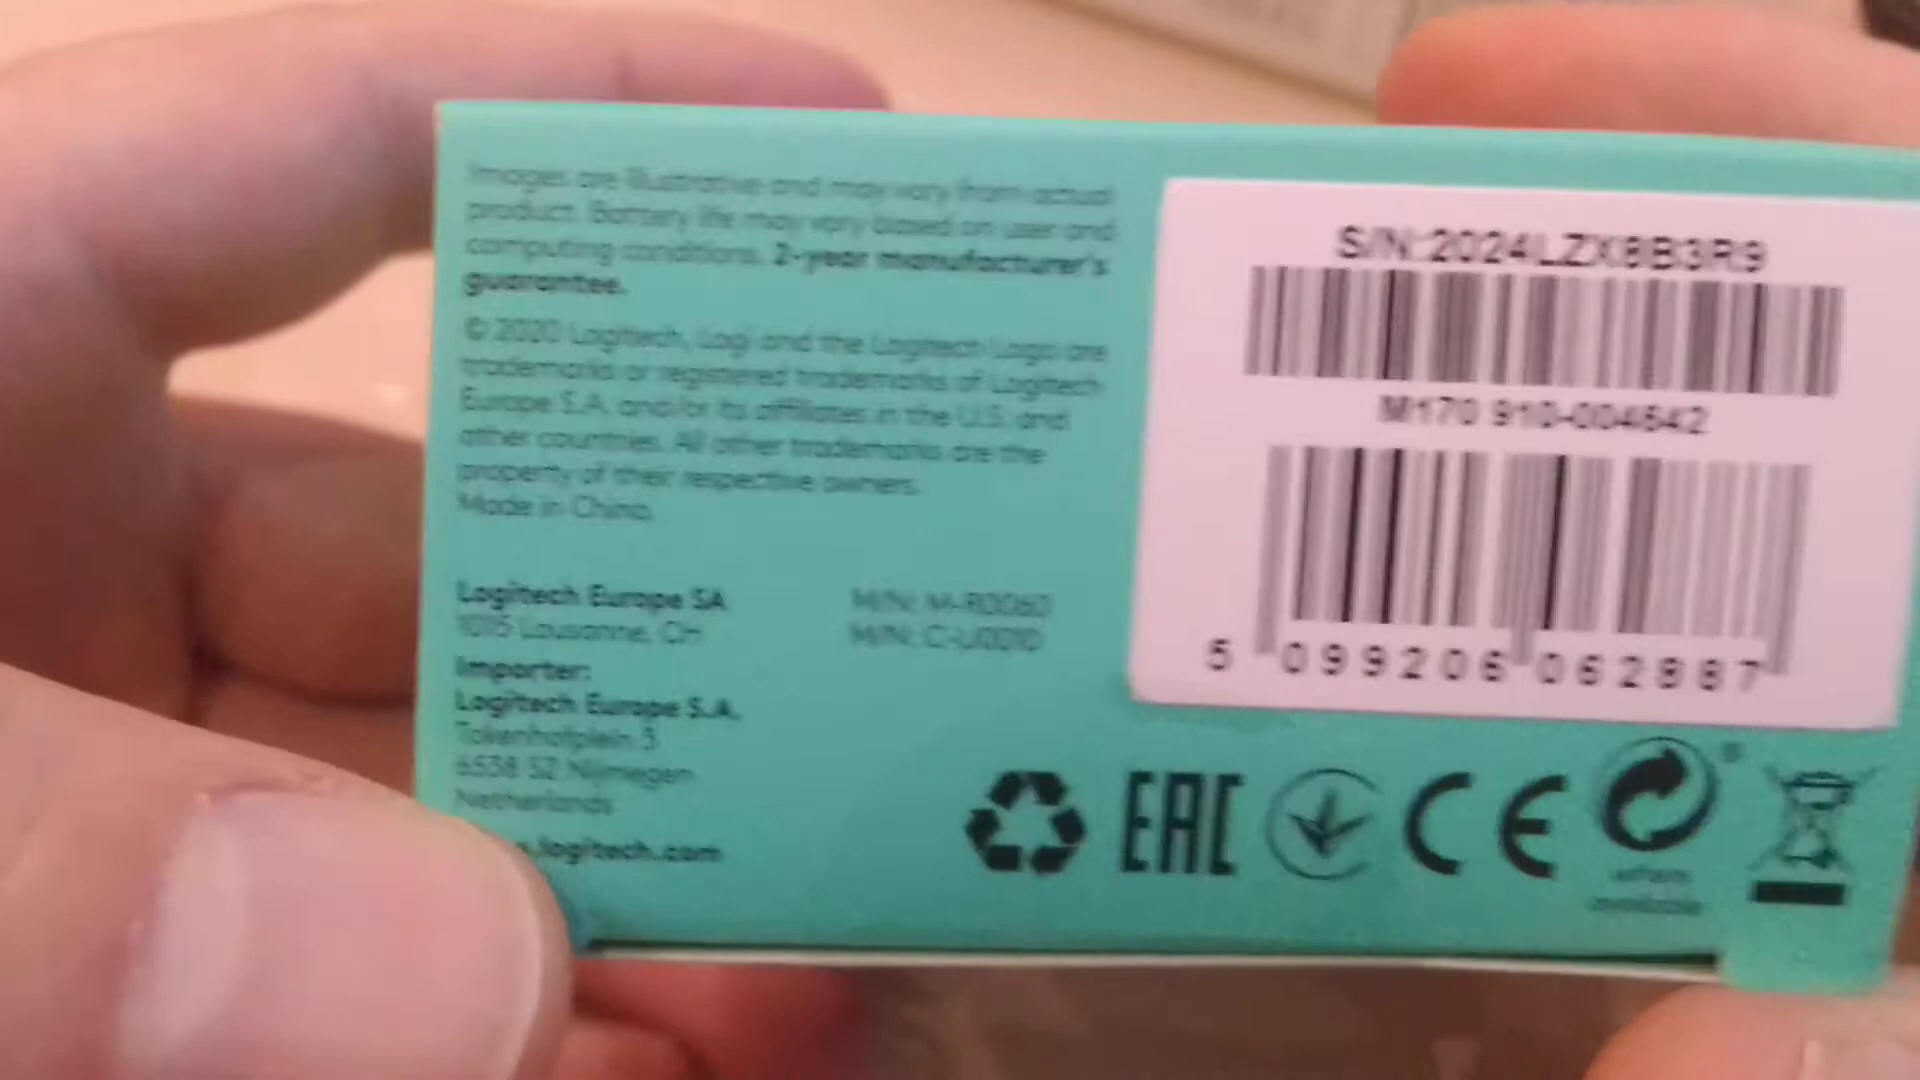 Images are illustrative and may vary from actual
product. Battery life may vary based on user and
computing conditions. 2-year manufacturer's
guarantee.
© 2020 Logitech, Logi and the Logitech Logo are
trademarks or registered trademarks of Logitech
Europe S.A. and/or its affiliates in the U.S. and
other countries. All other trademarks are the
property of their respective owners.
Made in China.
Logitech Europe SA
1015 Lausanne, CH
Importer:
Logitech Europe S.A.
Tokenhofplein 3
6538 SZ Nijmegen
Netherlands
.logitech.com
M/N: M-R0060
M/N: C-U0010
S/N:2024LZX8B3R9
M170 910-004642
5 099206 062887
EAC
CE
when
available